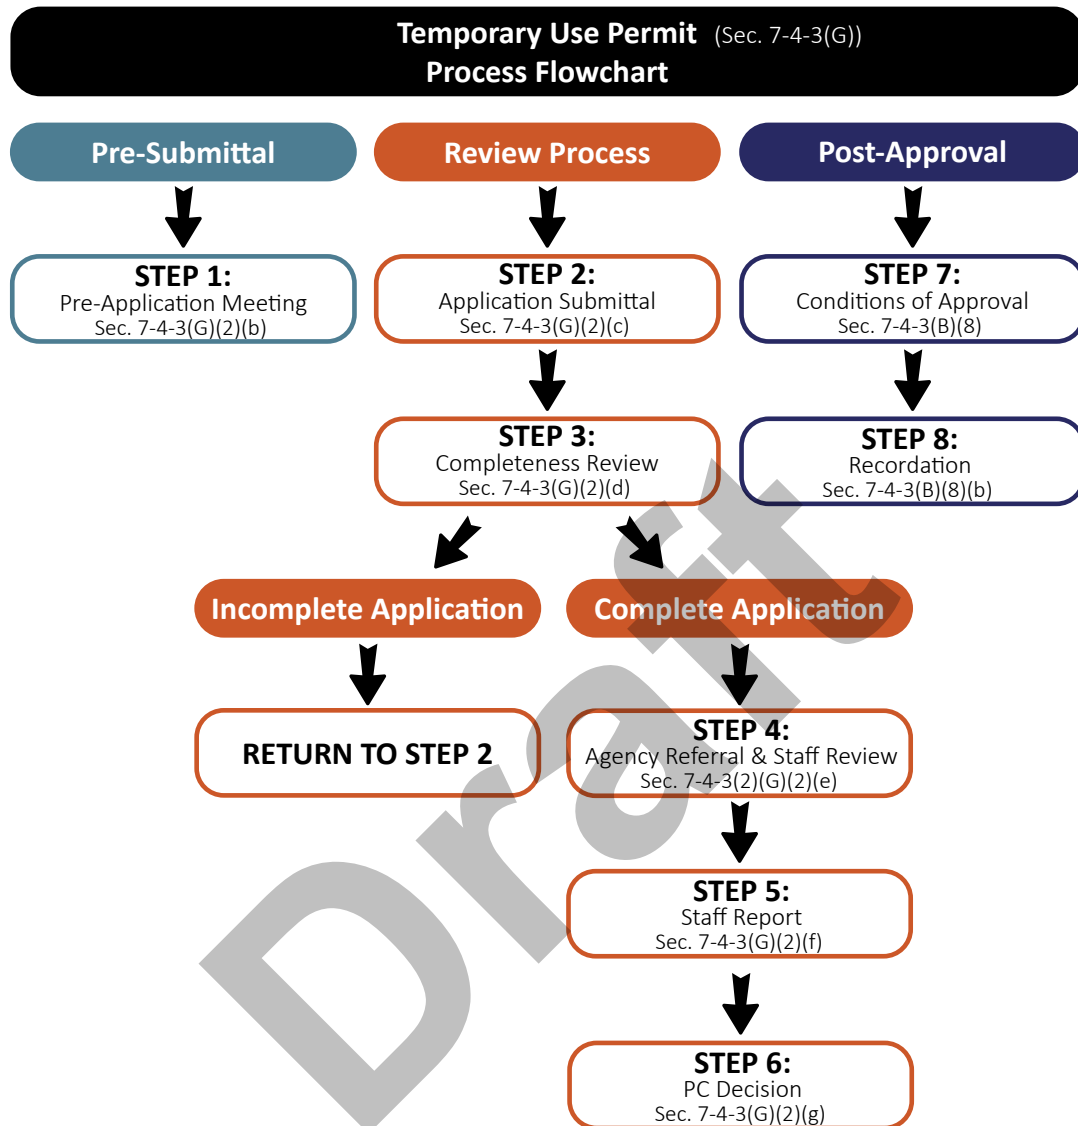 Temporary Use Permit (Sec. 7-4-3(G))
Process Flowchart
Pre-Submittal
STEP 1:
Pre-Application Meeting
Sec. 7-4-3(G)(2)(b)
Review Process
STEP 2:
Application Submittal
Sec. 7-4-3(G)(2)(c)
STEP 3:
Completeness Review
Sec. 7-4-3(G)(2)(d)
Incomplete Application
RETURN TO STEP 2
Complete Application
STEP 4:
Agency Referral & Staff Review
Sec. 7-4-3(2)(G)(2)(e)
STEP 5:
Staff Report
Sec. 7-4-3(G)(2)(f)
STEP 6:
PC Decision
Sec. 7-4-3(G)(2)(g)
Post-Approval
STEP 7:
Conditions of Approval
Sec. 7-4-3(B)(8)
STEP 8:
Recordation
Sec. 7-4-3(B)(8)(b)
Draft